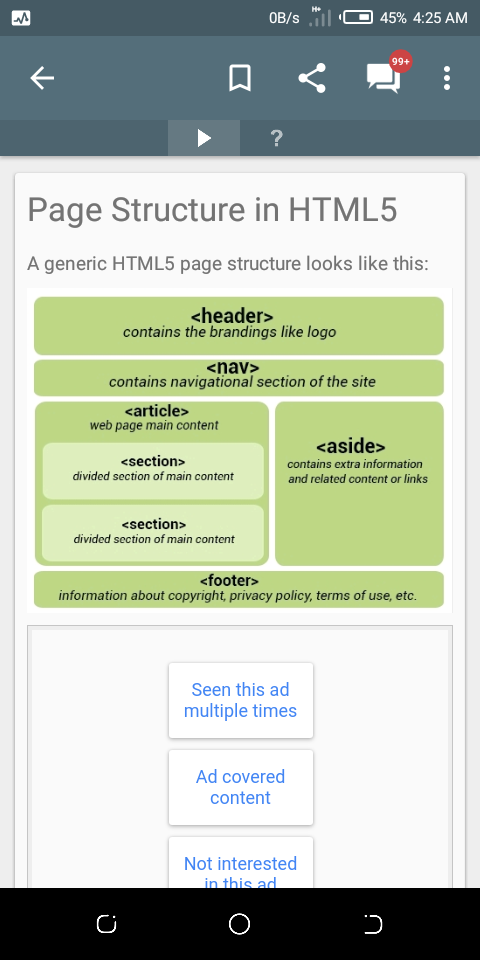 0B/s H+ 45% 4:25 AM
99+
?
Page Structure in HTML5
A generic HTML5 page structure looks like this:
<header>
contains the brandings like logo
<nav>
contains navigational section of the site
<article>
web page main content
<section>
divided section of main content
<section>
divided section of main content
<aside>
contains extra information
and related content or links
<footer>
information about copyright, privacy policy, terms of use, etc.
Seen this ad
multiple times
Ad covered
content
Not interested
in this ad